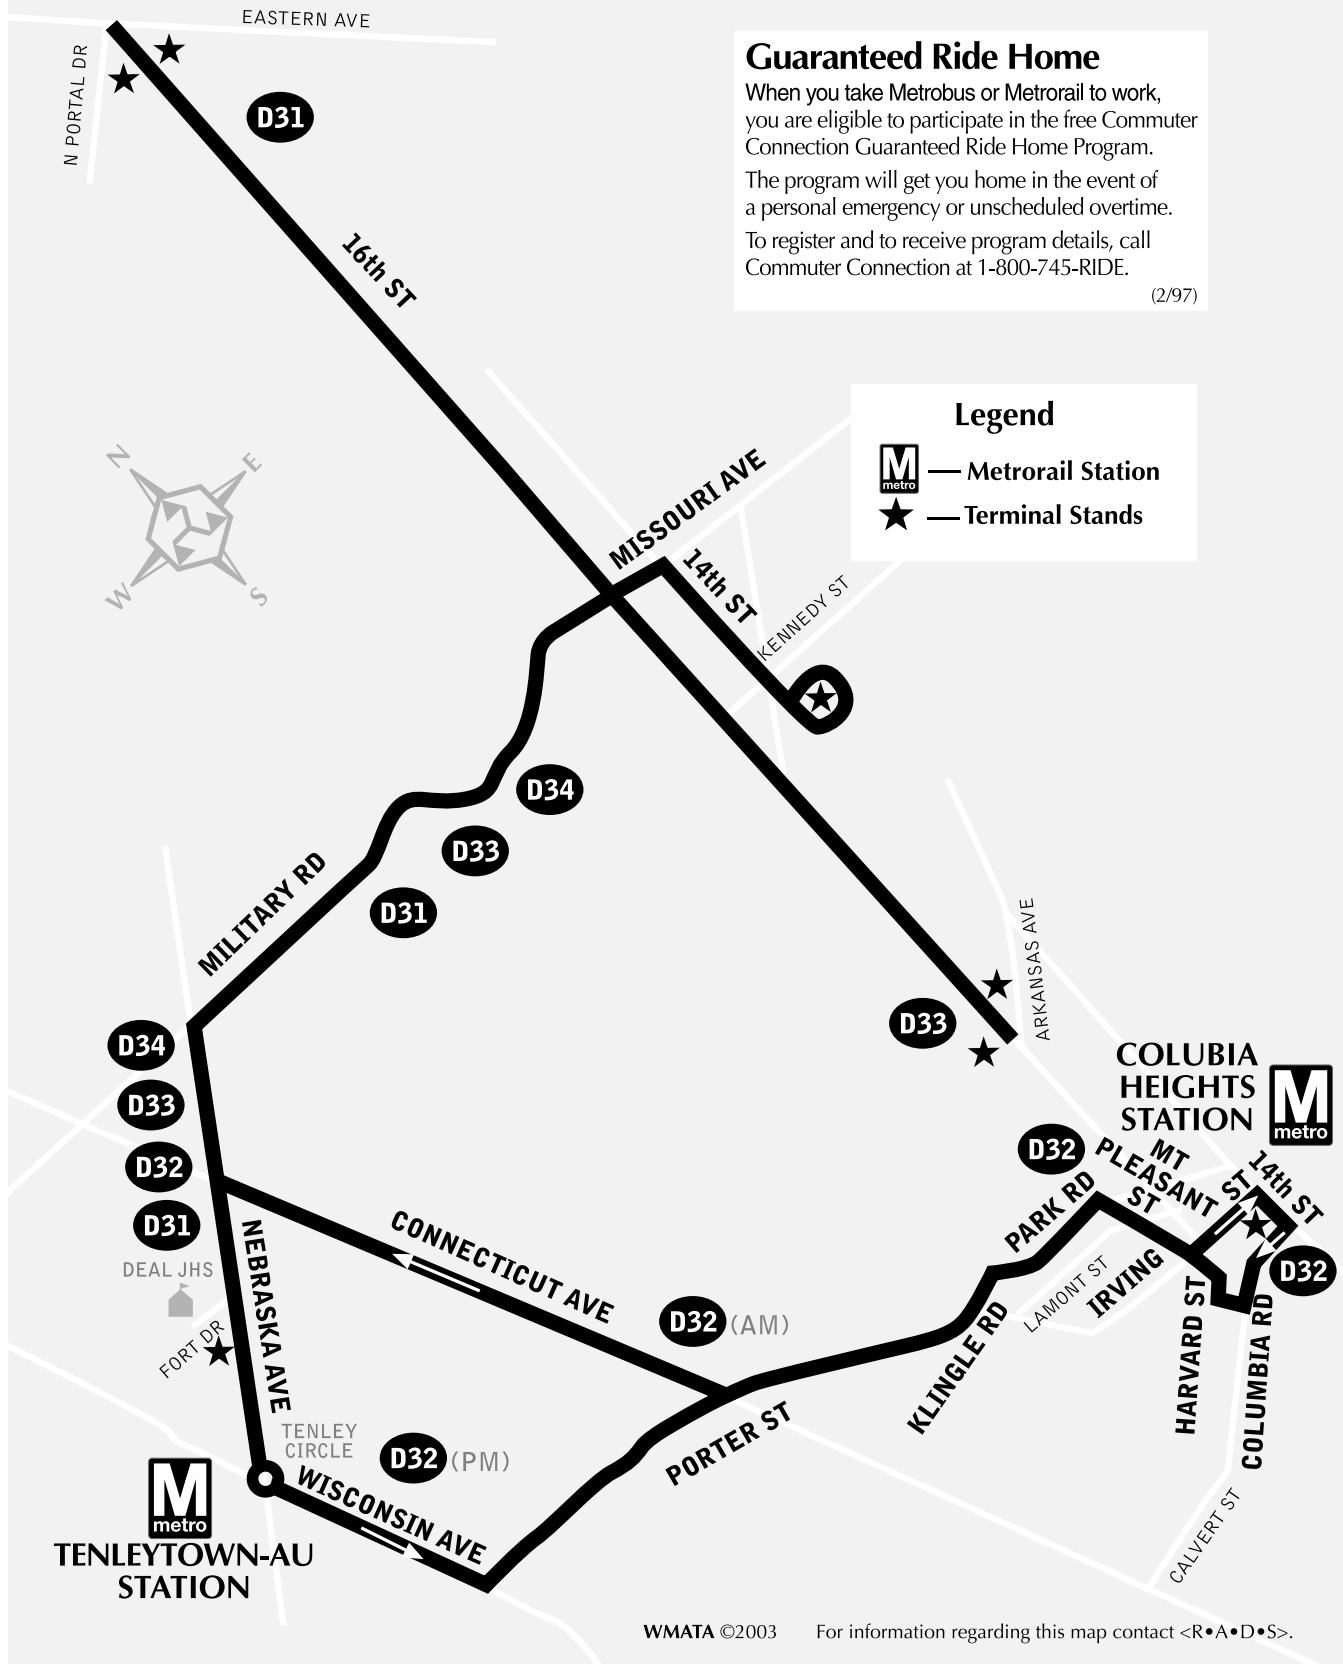 EASTERN AVE
N PORTAL DR
D31
Guaranteed Ride Home
When you take Metrobus or Metrorail to work,
you are eligible to participate in the free Commuter
Connection Guaranteed Ride Home Program.
The program will get you home in the event of
a personal emergency or unscheduled overtime.
To register and to receive program details, call
Commuter Connection at 1-800-745-RIDE.
(2/97)
16th ST
Legend
M
metro
Metrorail Station
Terminal Stands
N
E
W
S
MISSOURI AVE
14th ST
KENNEDY ST
D34
D33
D31
MILITARY RD
ARKANSAS AVE
D33
D34
D33
D32
D31
COLUBIA
HEIGHTS
STATION
M
metro
D32
MT
PLEASANT
ST
14th ST
PARK RD
IRVING
ST
LAMONT ST
D32
HARVARD ST
COLUMBIA RD
KLINGLE RD
CONNECTICUT AVE
D32
(AM)
DEAL JHS
NEBRASKA AVE
FORT DR
TENLEY
CIRCLE
D32
(PM)
PORTER ST
WISCONSIN AVE
CALVERT ST
M
metro
TENLEYTOWN-AU
STATION
WMATA ©2003
For information regarding this map contact <R•A•D•S>.